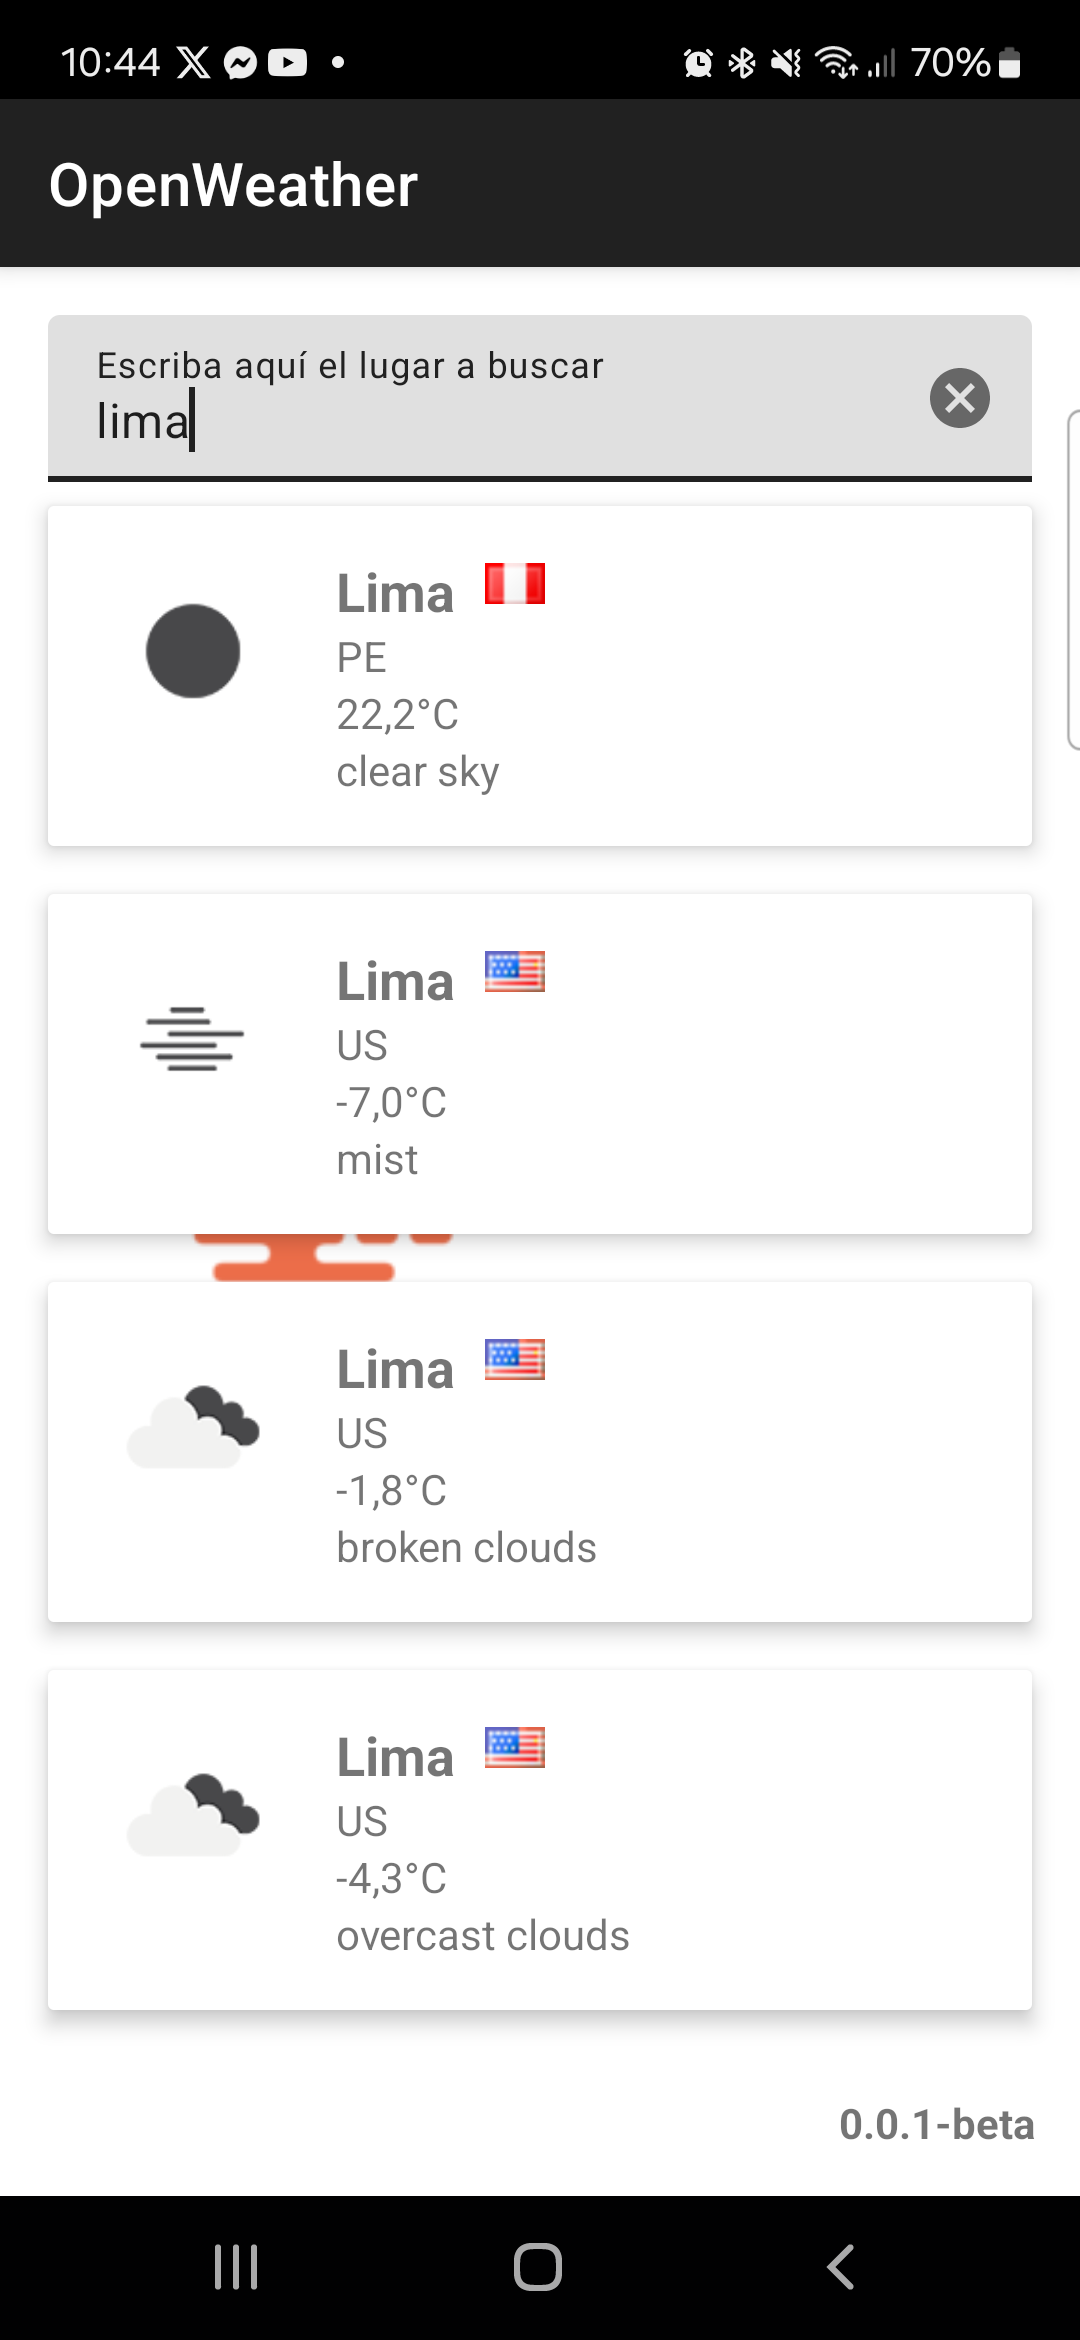 10:44
70%
OpenWeather
Escriba aquí el lugar a buscar
lima
Lima
PE
22,2°C
clear sky
Lima
US
-7,0°C
mist
Lima
US
-1,8°C
broken clouds
Lima
US
-4,3°C
overcast clouds
0.0.1-beta